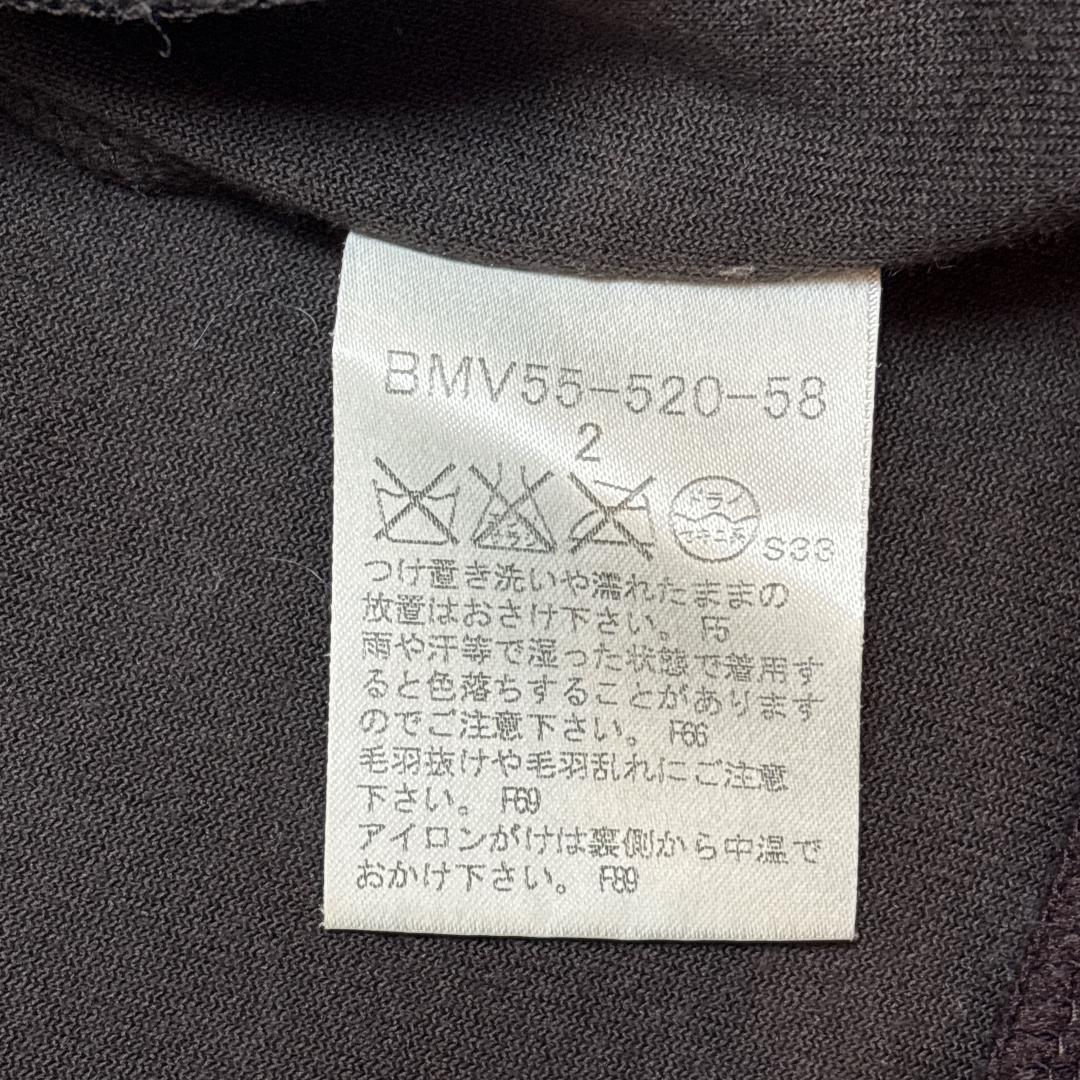 BMV55-520-58
2
ドライ
S33
つけ置き洗いや濡れたままの
放置はおさけ下さい。 F5
雨や汗等で湿った状態で着用す
ると色落ちすることがあります
のでご注意下さい。 F66
毛羽抜けや毛羽乱れにご注意
下さい。 F69
アイロンがけは裏側から中温で
おかけ下さい。 F89